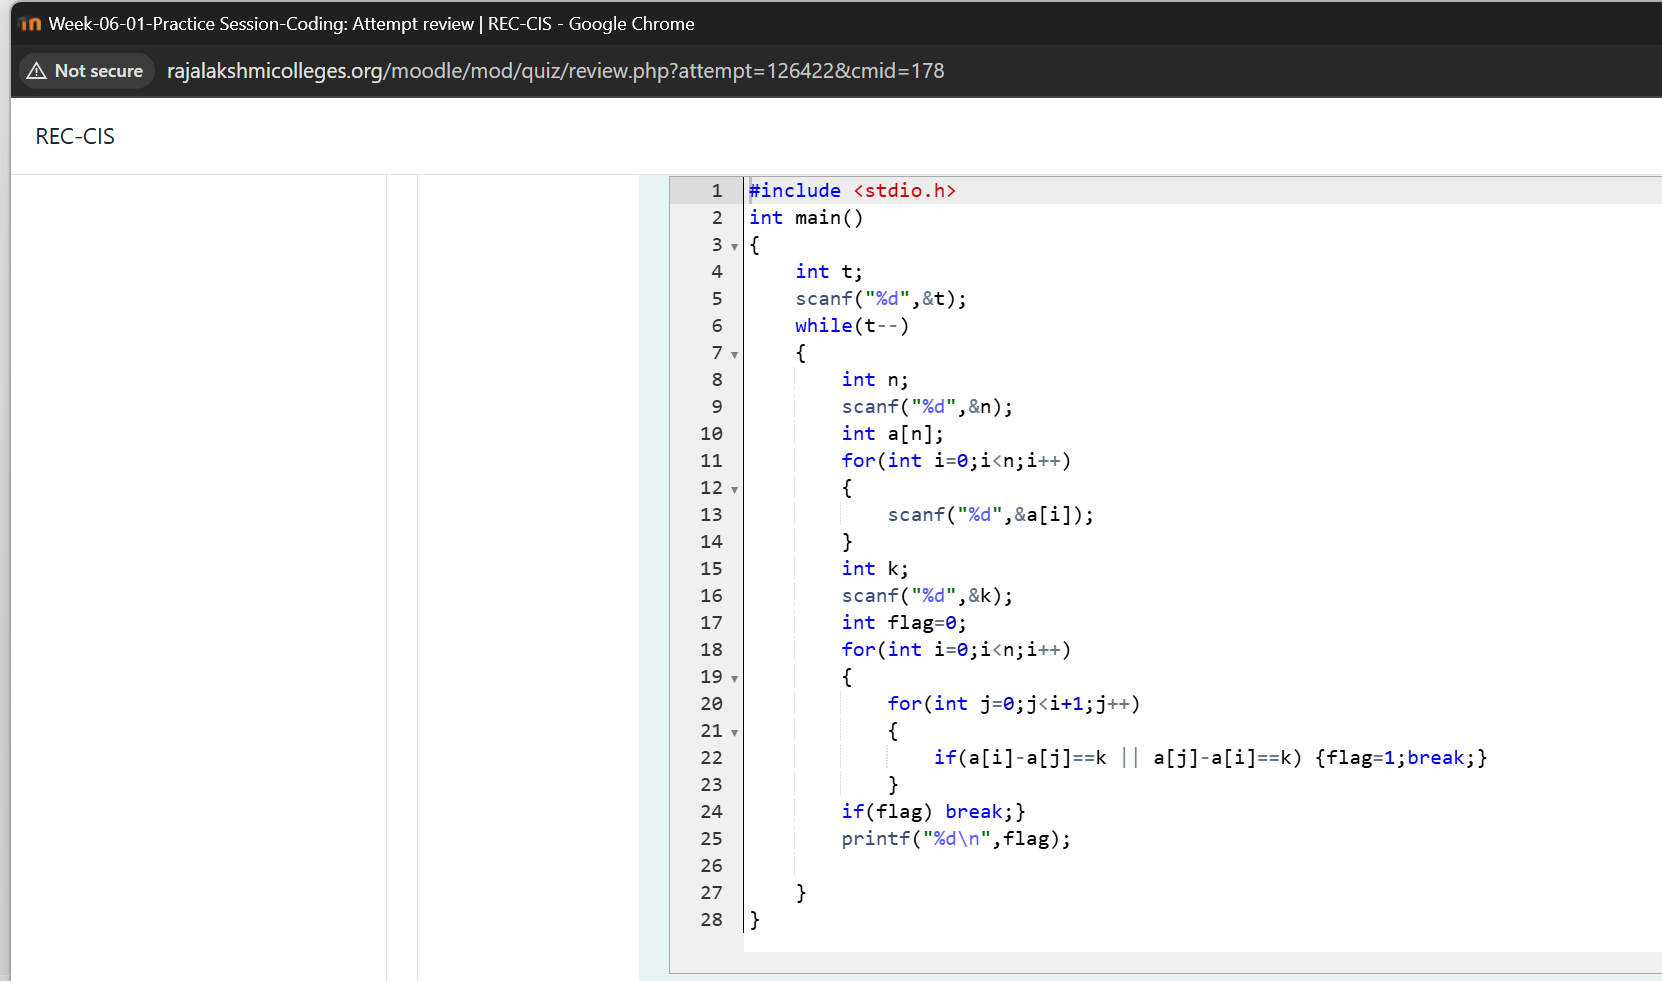 Week-06-01-Practice Session-Coding: Attempt review | REC-CIS - Google Chrome
Not secure rajalakshmicolleges.org/moodle/mod/quiz/review.php?attempt=126422&cmid=178
REC-CIS
1 #include <stdio.h>
2 int main()
3 {
4     int t;
5     scanf("%d",&t);
6     while(t--)
7     {
8         int n;
9         scanf("%d",&n);
10         int a[n];
11         for(int i=0;i<n;i++)
12         {
13             scanf("%d",&a[i]);
14         }
15         int k;
16         scanf("%d",&k);
17         int flag=0;
18         for(int i=0;i<n;i++)
19         {
20             for(int j=0;j<i+1;j++)
21             {
22                 if(a[i]-a[j]==k || a[j]-a[i]==k) {flag=1;break;}
23             }
24         if(flag) break;}
25         printf("%d\n",flag);
26
27     }
28 }